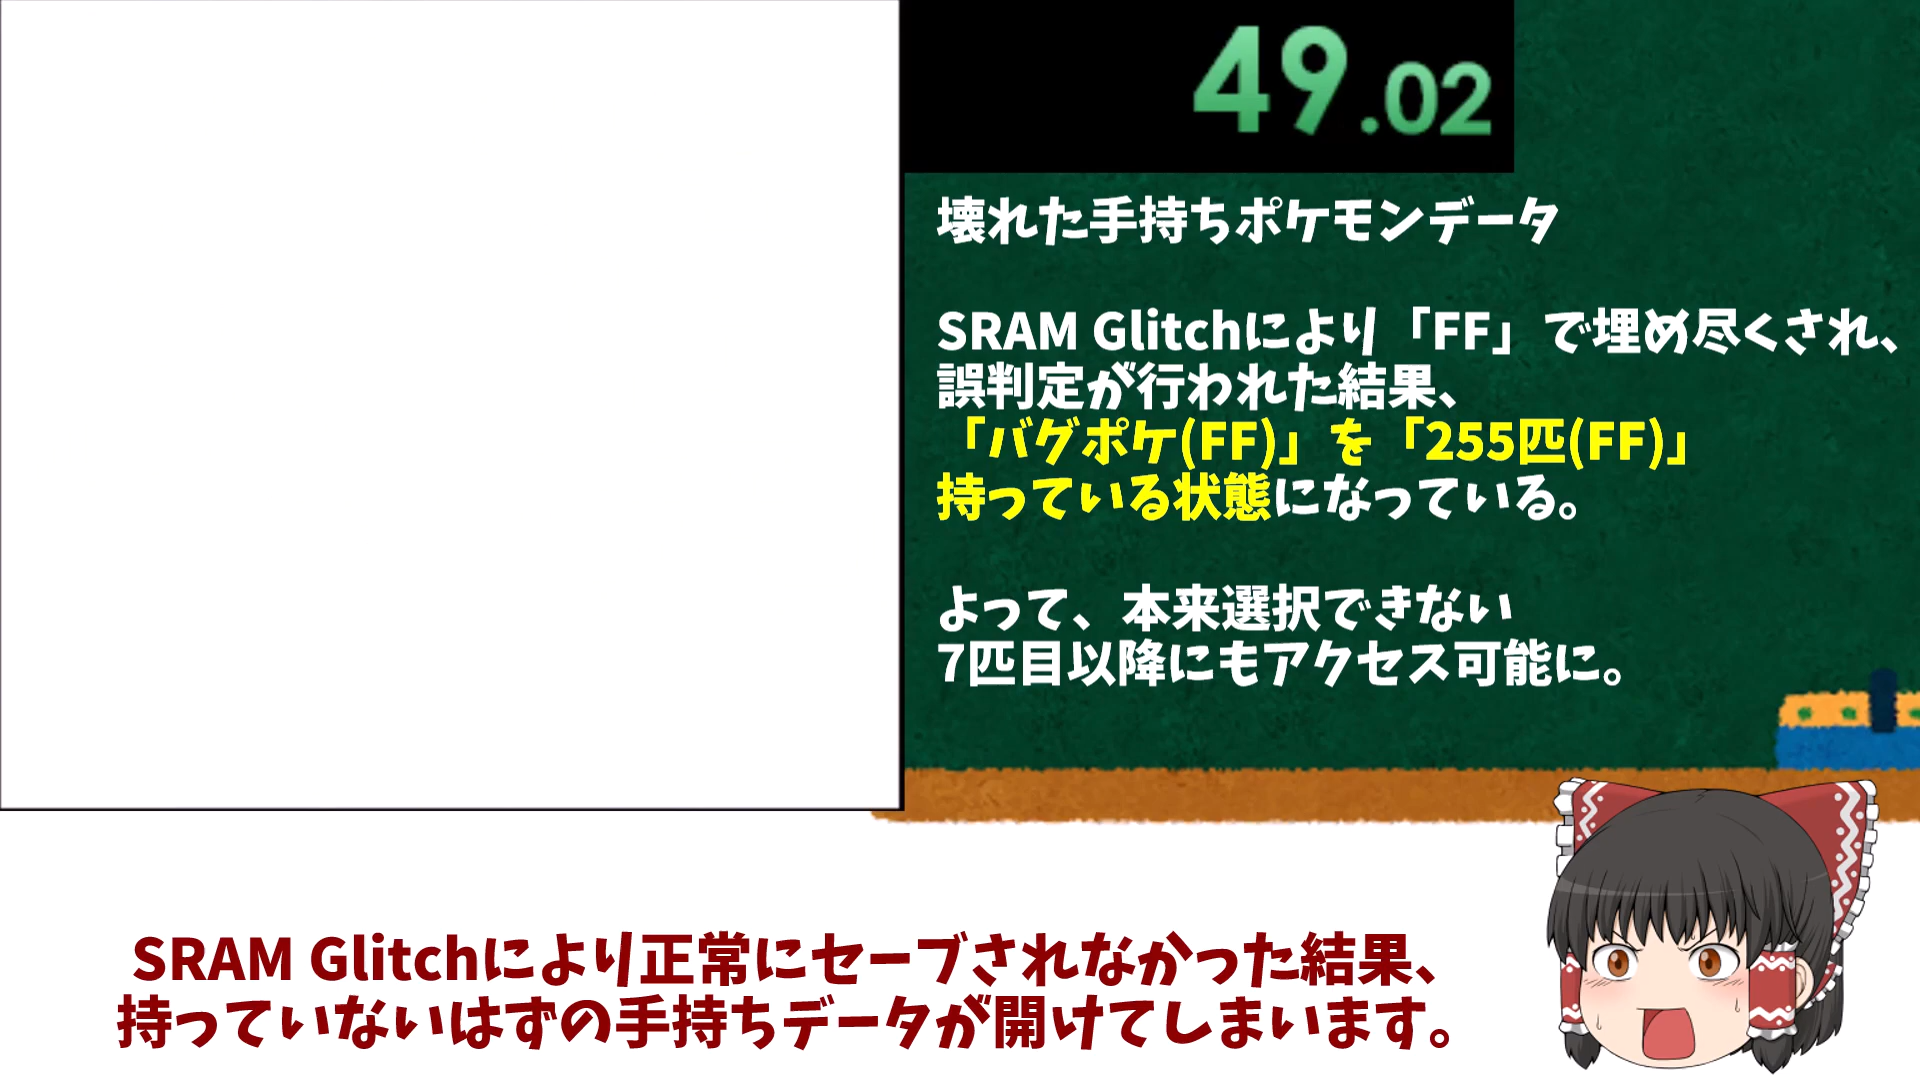 49.02
壊れた手持ちポケモンデータ
SRAM Glitchにより「FF」で埋め尽くされ、
誤判定が行われた結果、
「バグポケ(FF)」を「255匹(FF)」
持っている状態になっている。
よって、本来選択できない
7匹目以降にもアクセス可能に。
SRAM Glitchにより正常にセーブされなかった結果、
持っていないはずの手持ちデータが開けてしまいます。